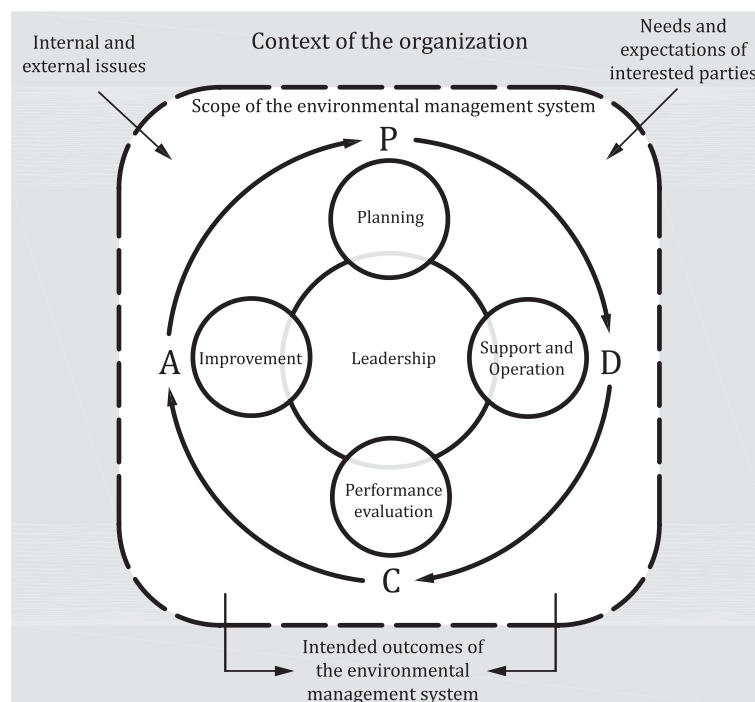 Internal and
external issues
Context of the organization
Needs and
expectations of
interested parties
Scope of the environmental management system
P
Planning
A
Improvement
Leadership
Support and
Operation
D
Performance
evaluation
C
Intended outcomes of
the environmental
management system